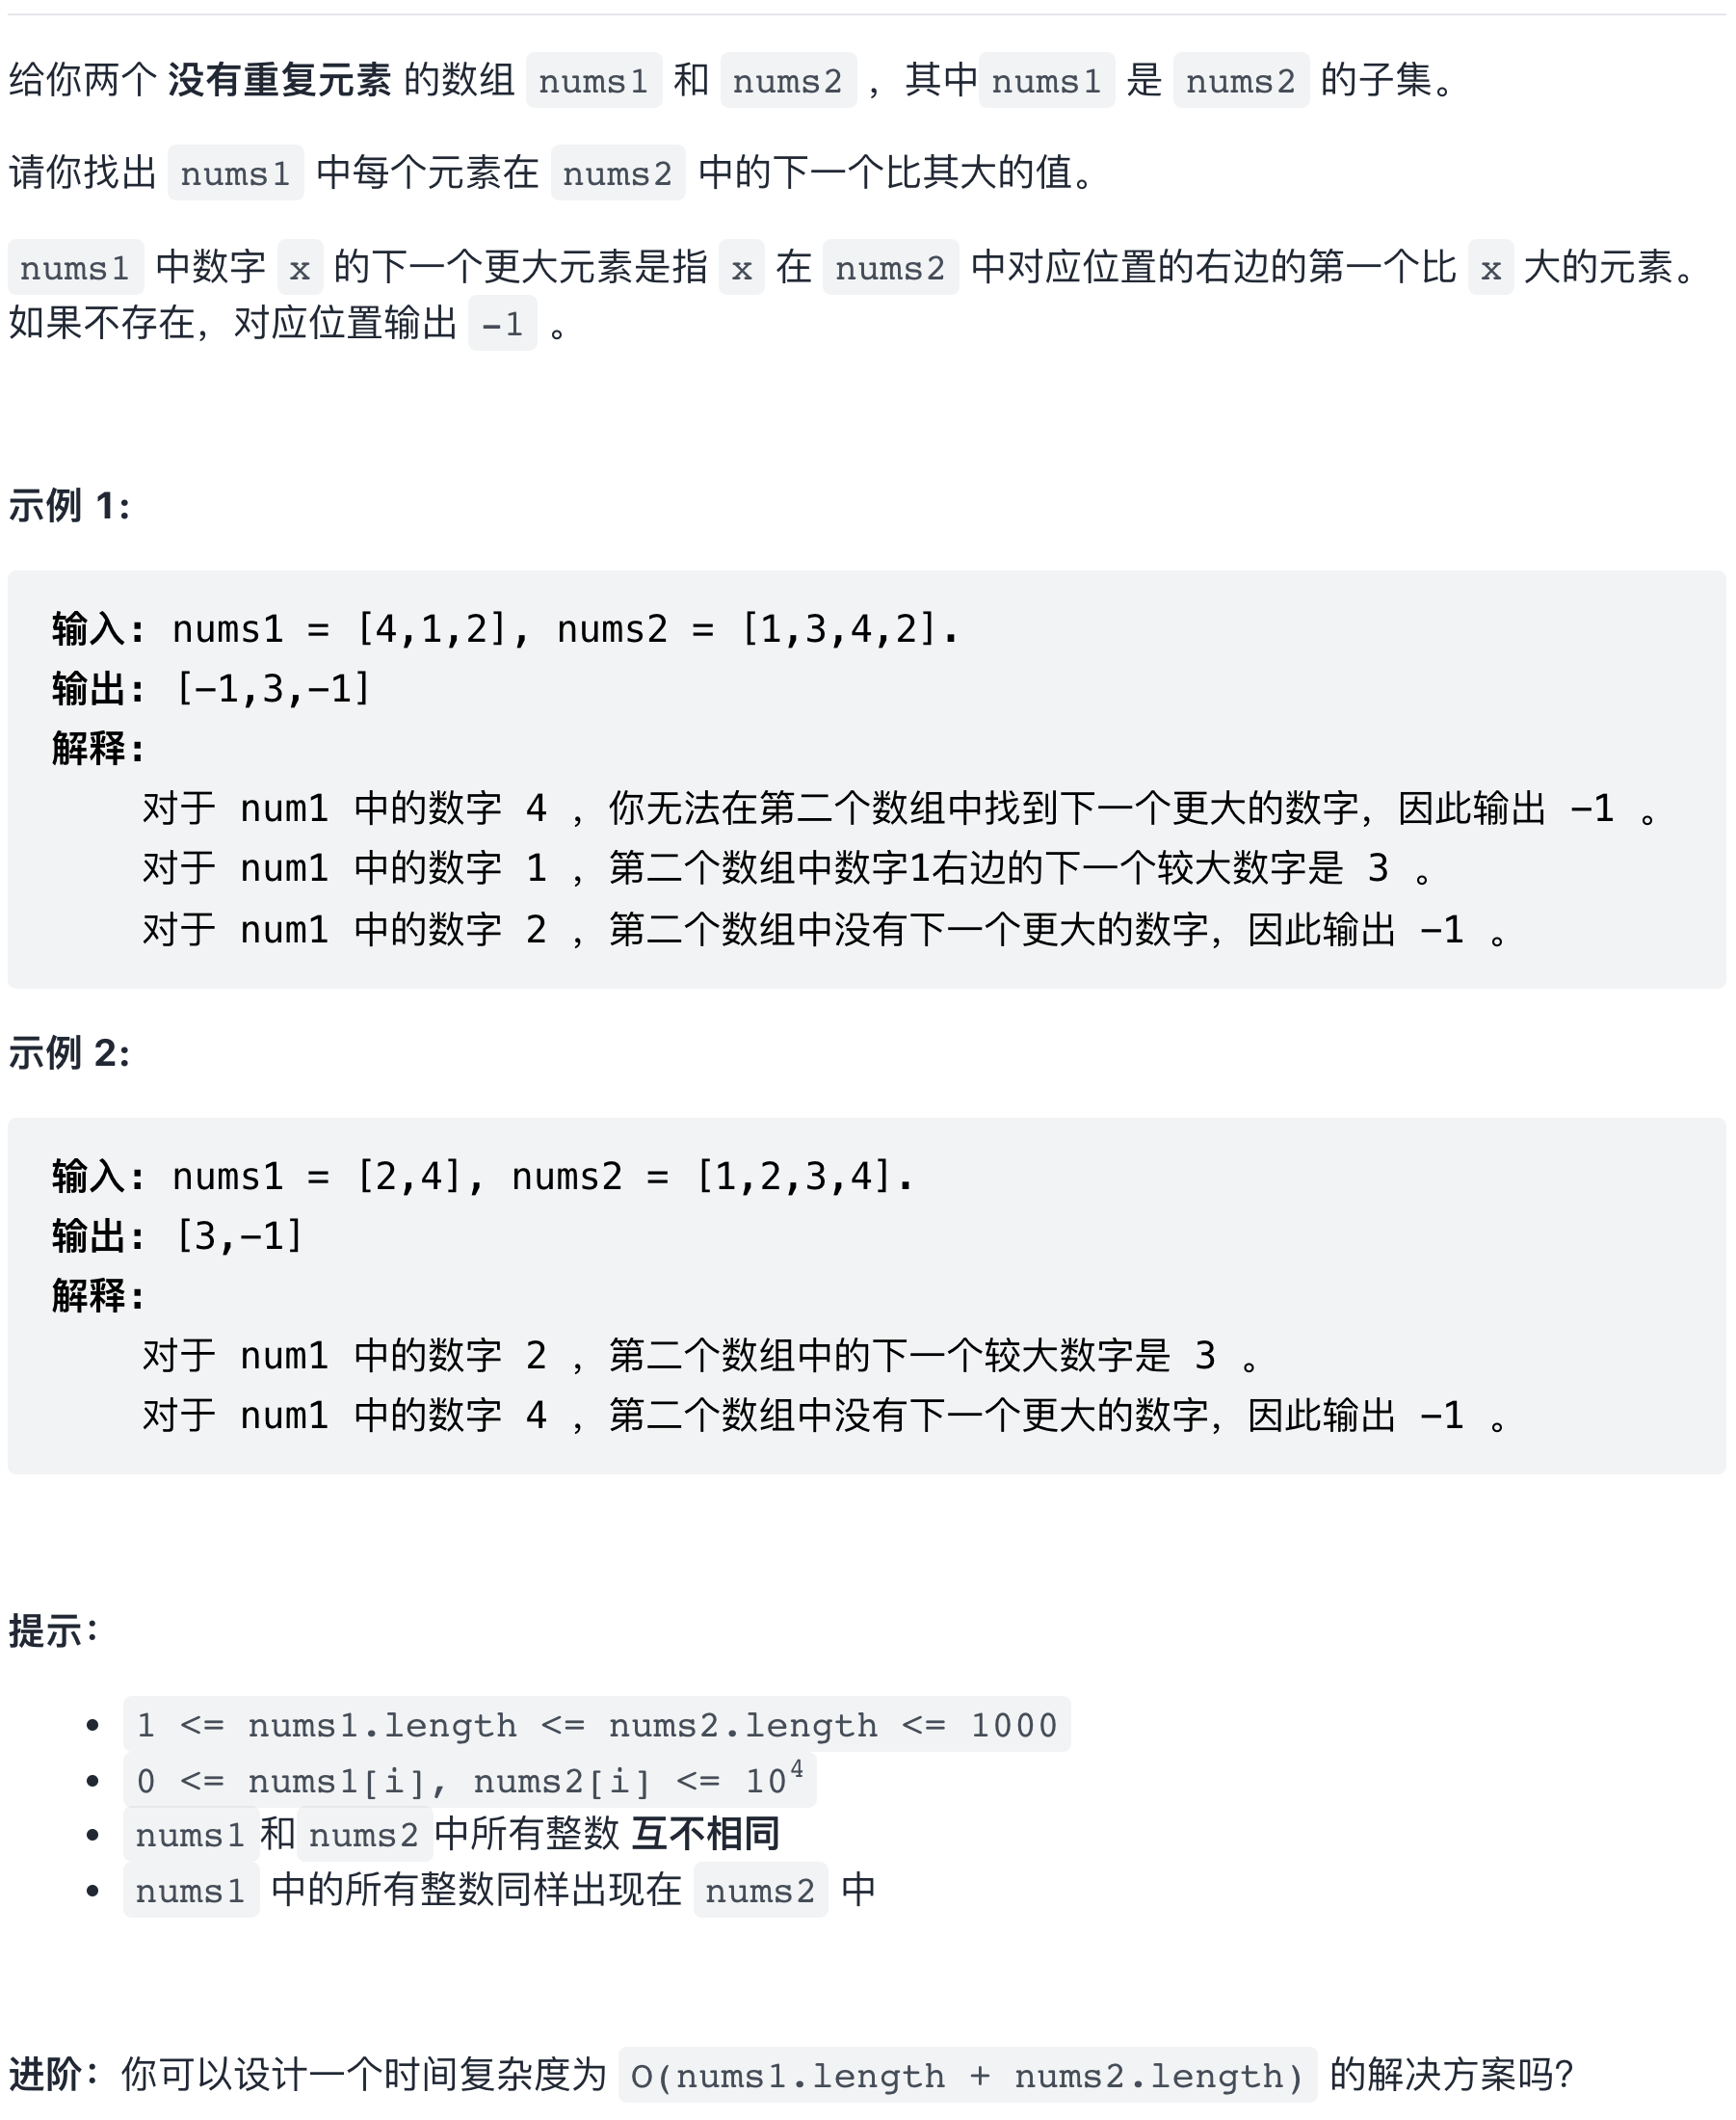 给你两个 没有重复元素 的数组 nums1 和 nums2 ，其中 nums1 是 nums2 的子集。
请你找出 nums1 中每个元素在 nums2 中的下一个比其大的值。
nums1 中数字 x 的下一个更大元素是指 x 在 nums2 中对应位置的右边的第一个比 x 大的元素。
如果不存在，对应位置输出 -1 。
示例 1:
输入: nums1 = [4,1,2], nums2 = [1,3,4,2].
输出: [-1,3,-1]
解释:
对于 num1 中的数字 4 ，你无法在第二个数组中找到下一个更大的数字，因此输出 -1 。
对于 num1 中的数字 1 ，第二个数组中数字1右边的下一个较大数字是 3 。
对于 num1 中的数字 2 ，第二个数组中没有下一个更大的数字，因此输出 -1 。
示例 2:
输入: nums1 = [2,4], nums2 = [1,2,3,4].
输出: [3,-1]
解释:
对于 num1 中的数字 2 ，第二个数组中的下一个较大数字是 3 。
对于 num1 中的数字 4 ，第二个数组中没有下一个更大的数字，因此输出 -1 。
提示：
• 1 <= nums1.length <= nums2.length <= 1000
• 0 <= nums1[i], nums2[i] <= 10⁴
• nums1和nums2中所有整数 互不相同
• nums1 中的所有整数同样出现在 nums2 中
进阶：你可以设计一个时间复杂度为 O(nums1.length + nums2.length) 的解决方案吗？